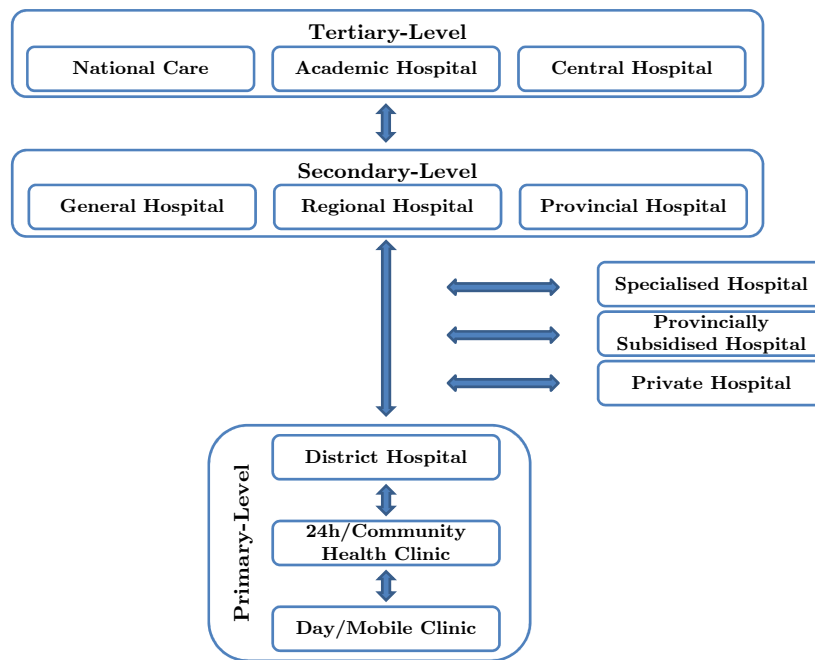 Tertiary-Level
National Care
Academic Hospital
Central Hospital
Secondary-Level
General Hospital
Regional Hospital
Provincial Hospital
Specialised Hospital
Provincially
Subsidised Hospital
Private Hospital
Primary-Level
District Hospital
24h/Community
Health Clinic
Day/Mobile Clinic